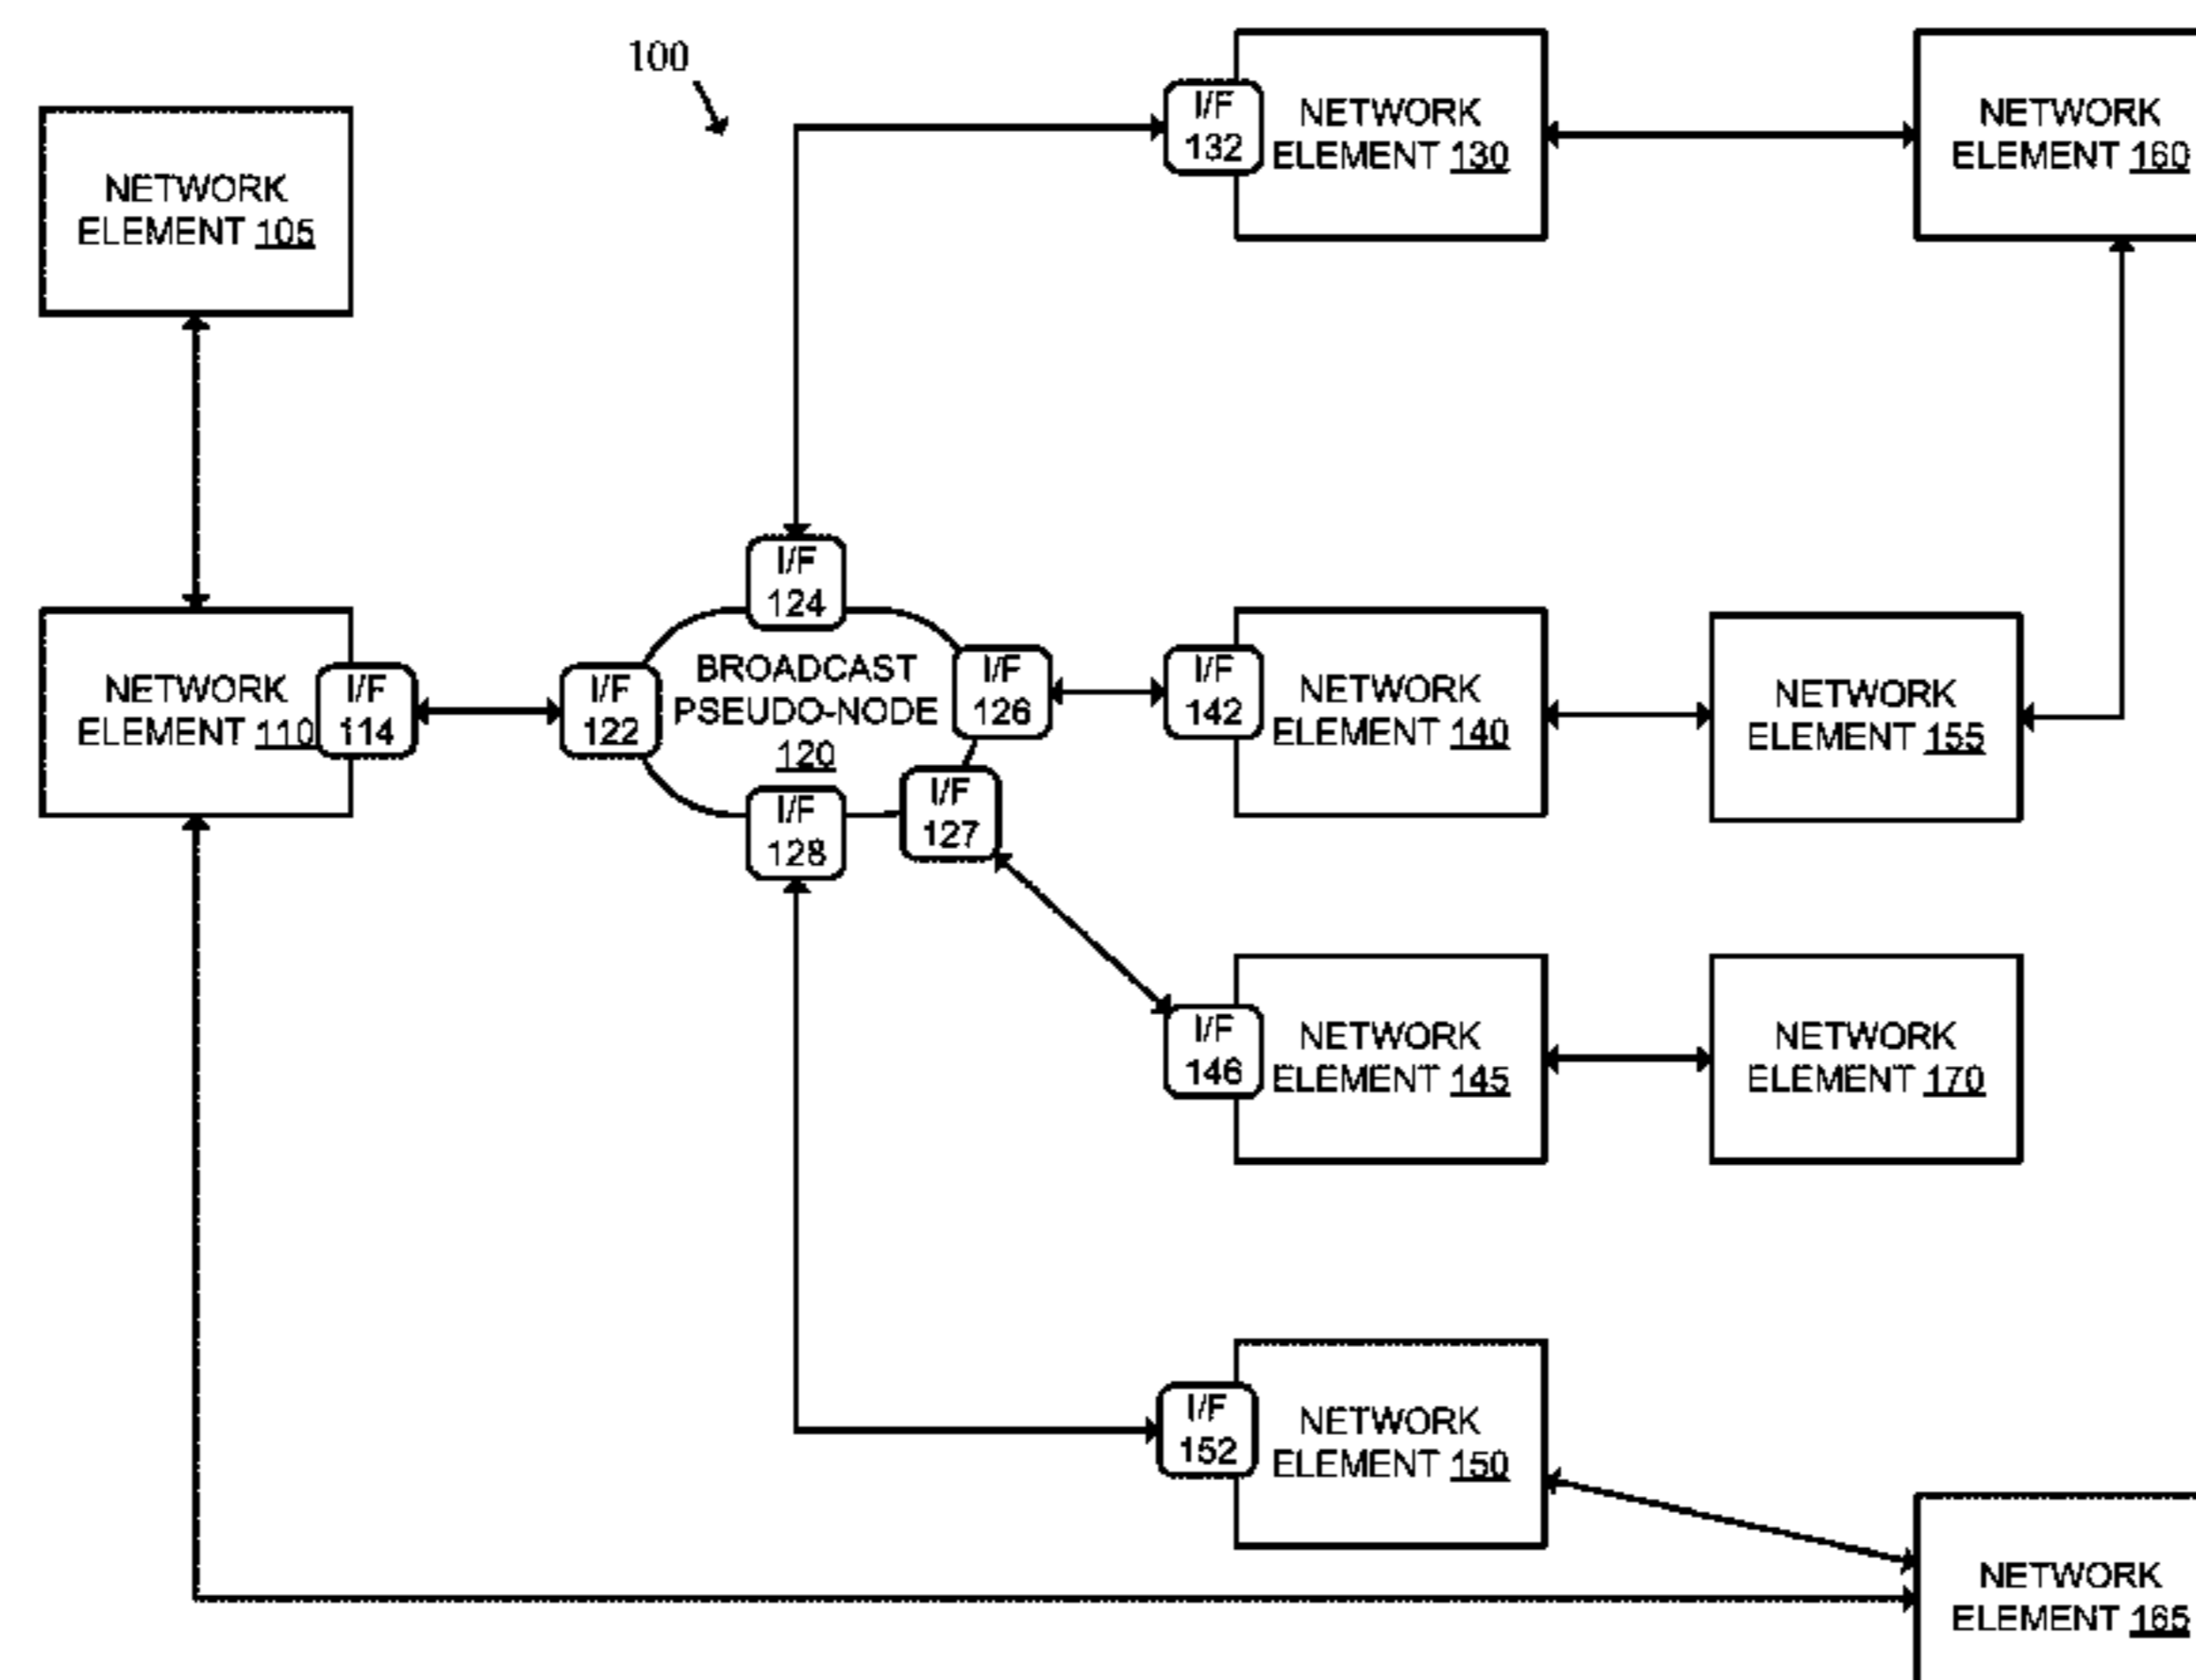 100
NETWORK
ELEMENT 105
I/F
132
NETWORK
ELEMENT 130
NETWORK
ELEMENT 160
I/F
124
NETWORK
ELEMENT 110
I/F
114
I/F
122
BROADCAST
PSEUDO-NODE
120
I/F
126
I/F
142
NETWORK
ELEMENT 140
NETWORK
ELEMENT 155
I/F
128
I/F
127
I/F
146
NETWORK
ELEMENT 145
NETWORK
ELEMENT 170
I/F
152
NETWORK
ELEMENT 150
NETWORK
ELEMENT 165